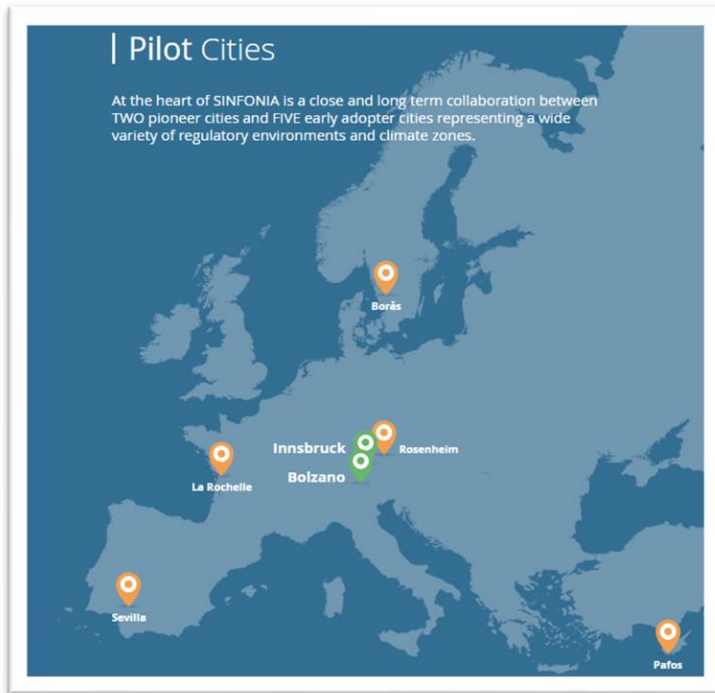 | Pilot Cities
At the heart of SINFONIA is a close and long term collaboration between
TWO pioneer cities and FIVE early adopter cities representing a wide
variety of regulatory environments and climate zones.
Borås
Innsbruck
Rosenheim
La Rochelle
Bolzano
Sevilla
Pafos